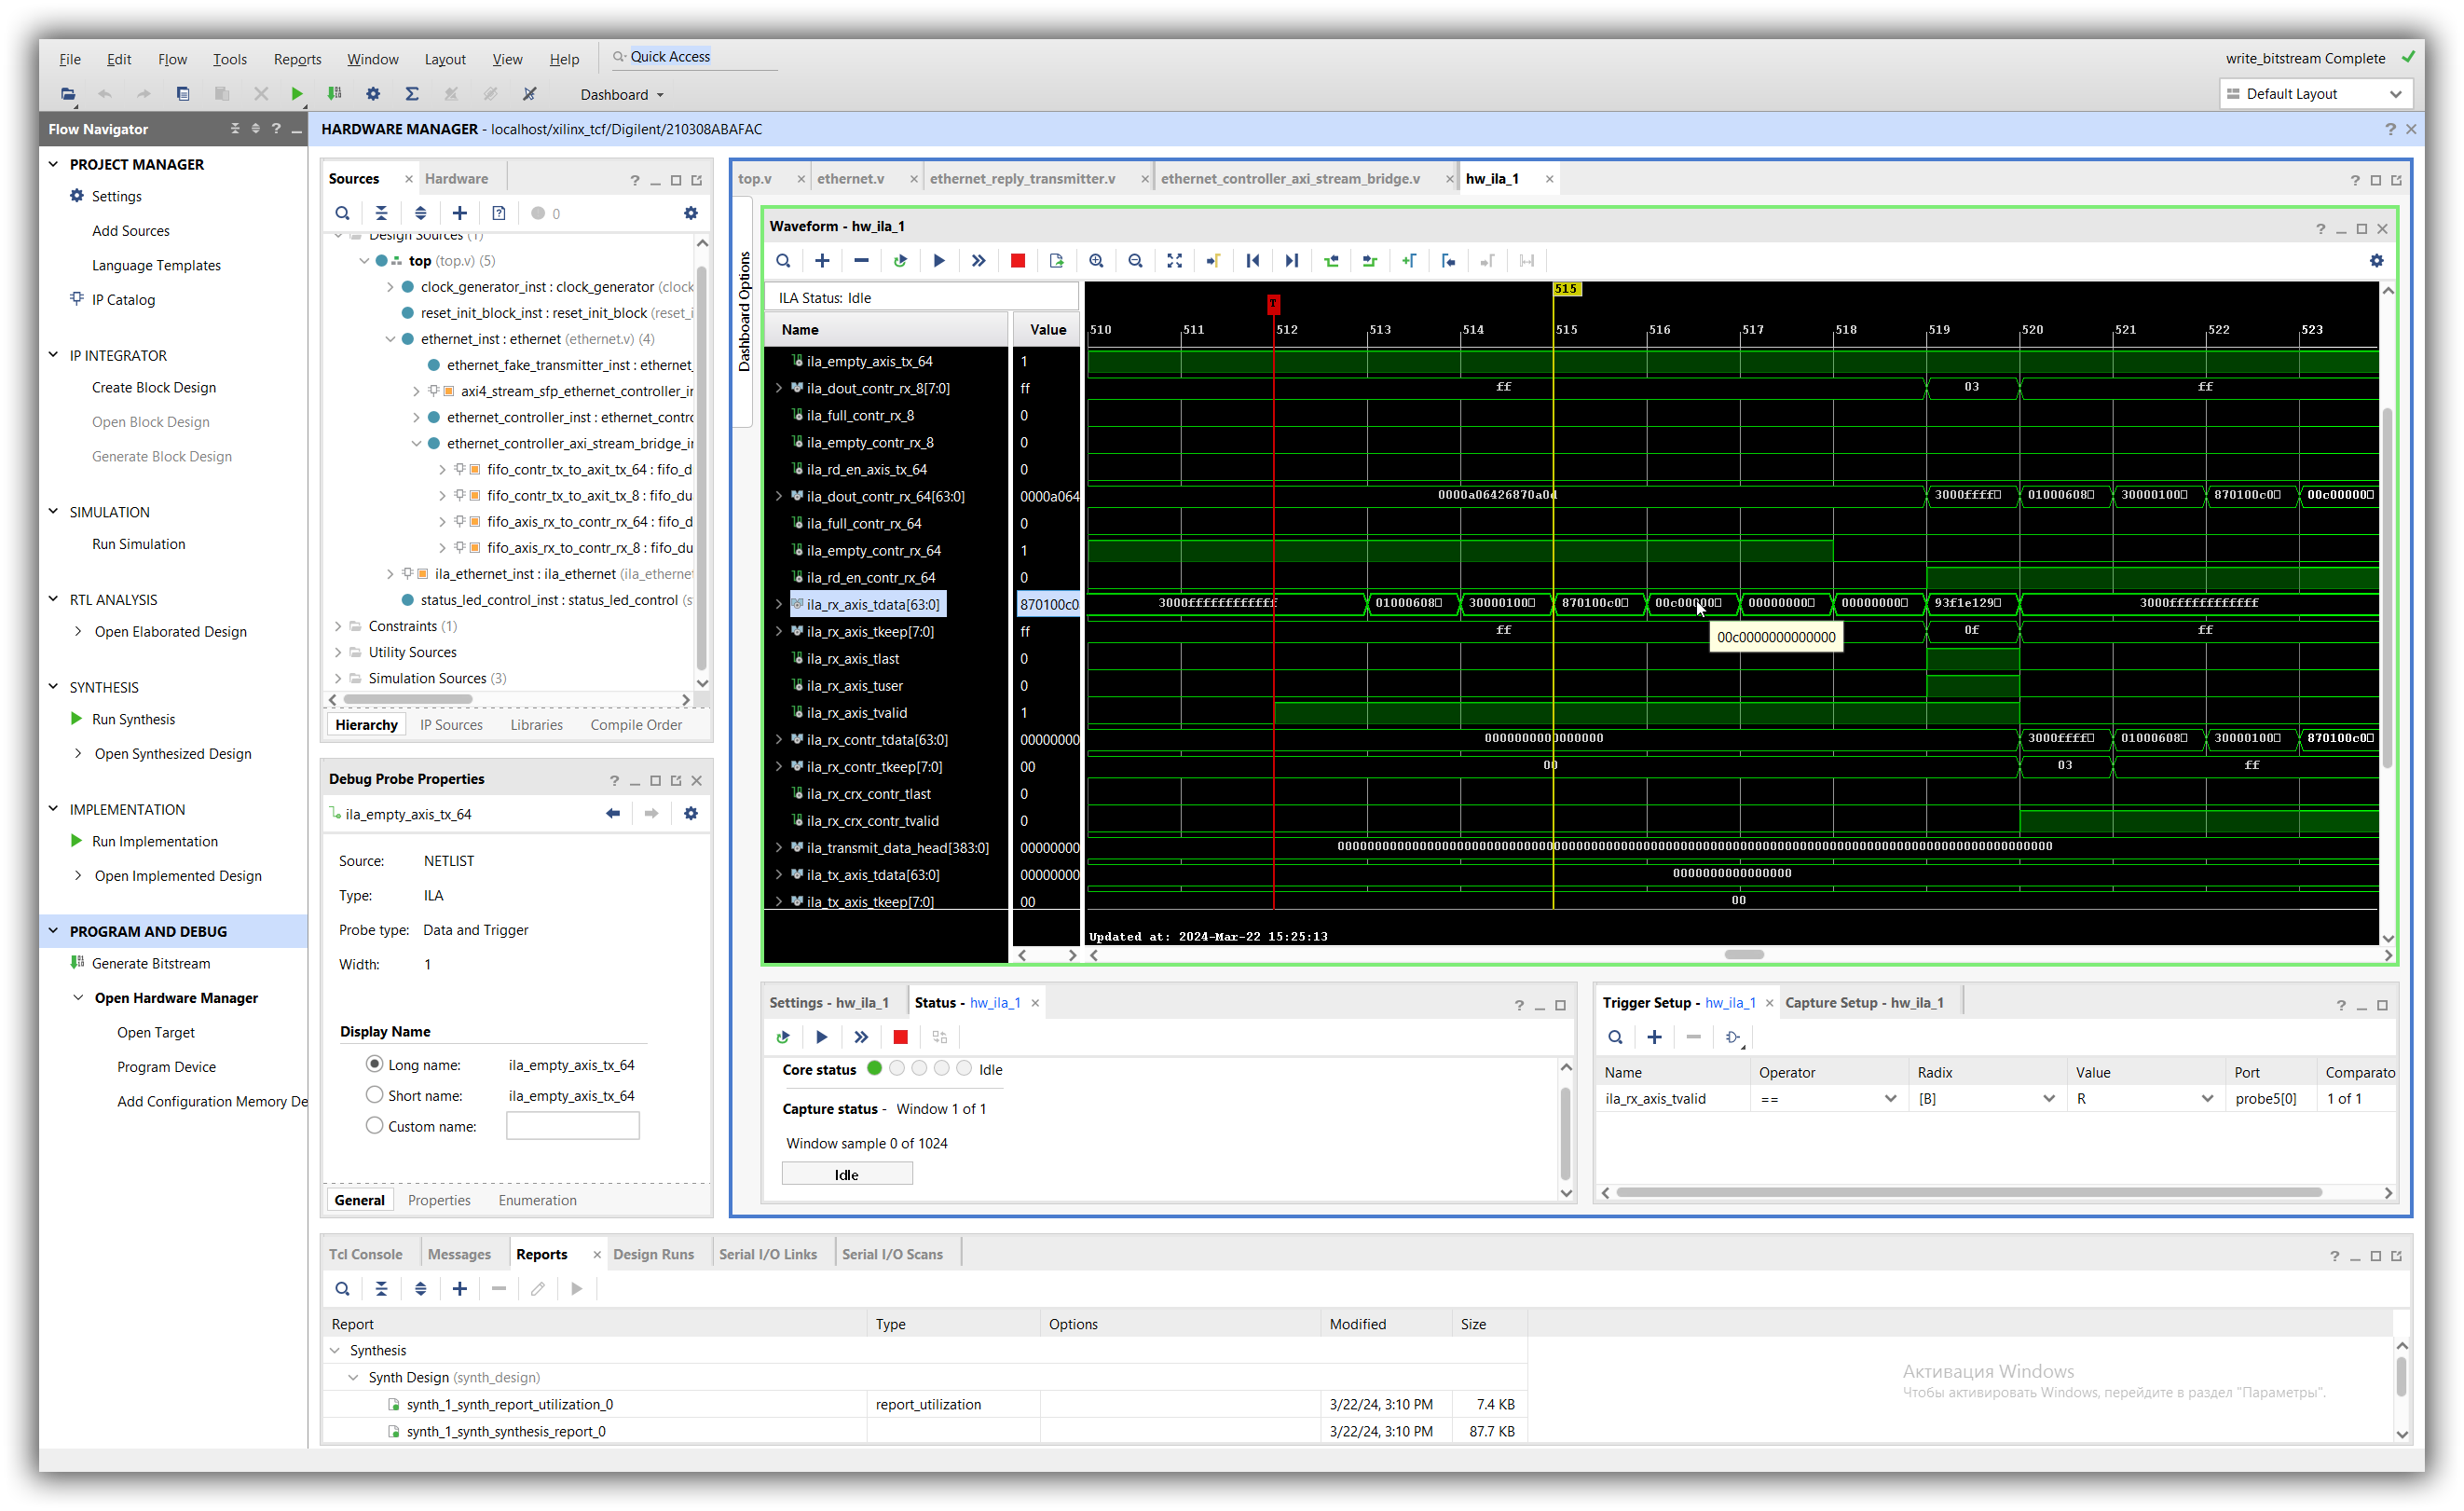 File Edit Flow Tools Reports Window Layout View Help Quick Access write_bitstream Complete
Dashboard Default Layout
Flow Navigator
HARDWARE MANAGER - localhost/xilinx_tcf/Digilent/210308ABAFAC
PROJECT MANAGER
Settings
Add Sources
Language Templates
IP Catalog
IP INTEGRATOR
Create Block Design
Open Block Design
Generate Block Design
SIMULATION
Run Simulation
RTL ANALYSIS
Open Elaborated Design
SYNTHESIS
Run Synthesis
Open Synthesized Design
IMPLEMENTATION
Run Implementation
Open Implemented Design
PROGRAM AND DEBUG
Generate Bitstream
Open Hardware Manager
Open Target
Program Device
Add Configuration Memory De
Sources Hardware
0
Design Sources (1)
top (top.v) (5)
clock_generator_inst : clock_generator (clock
reset_init_block_inst : reset_init_block (reset_i
ethernet_inst : ethernet (ethernet.v) (4)
ethernet_fake_transmitter_inst : ethernet_
axi4_stream_sfp_ethernet_controller_ir
ethernet_controller_inst : ethernet_contro
ethernet_controller_axi_stream_bridge_ir
fifo_contr_tx_to_axit_tx_64 : fifo_d
fifo_contr_tx_to_axit_tx_8 : fifo_du
fifo_axis_rx_to_contr_rx_64 : fifo_d
fifo_axis_rx_to_contr_rx_8 : fifo_du
ila_ethernet_inst : ila_ethernet (ila_ethernet
status_led_control_inst : status_led_control (s
Constraints (1)
Utility Sources
Simulation Sources (3)
Hierarchy IP Sources Libraries Compile Order
Debug Probe Properties
ila_empty_axis_tx_64
Source: NETLIST
Type: ILA
Probe type: Data and Trigger
Width: 1
Display Name
Long name: ila_empty_axis_tx_64
Short name: ila_empty_axis_tx_64
Custom name:
General Properties Enumeration
top.v ethernet.v ethernet_reply_transmitter.v ethernet_controller_axi_stream_bridge.v hw_ila_1
Dashboard Options
Waveform - hw_ila_1
ILA Status: Idle
515
T
Name Value 510 511 512 513 514 515 516 517 518 519 520 521 522 523
ila_empty_axis_tx_64 1
ila_dout_contr_rx_8[7:0] ff ff 03 ff
ila_full_contr_rx_8 0
ila_empty_contr_rx_8 0
ila_rd_en_axis_tx_64 0
ila_dout_contr_rx_64[63:0] 0000a064 0000a06426870a0d 3000ffff 01000608 30000100 870100c0 00c00000
ila_full_contr_rx_64 0
ila_empty_contr_rx_64 1
ila_rd_en_contr_rx_64 0
ila_rx_axis_tdata[63:0] 870100c0 3000ffffffffffff 01000608 30000100 870100c0 00c00000 00000000 00000000 93f1e129 3000ffffffffffff
ila_rx_axis_tkeep[7:0] ff ff 0f ff
00c0000000000000
ila_rx_axis_tlast 0
ila_rx_axis_tuser 0
ila_rx_axis_tvalid 1
ila_rx_contr_tdata[63:0] 00000000 0000000000000000 3000ffff 01000608 30000100 870100c0
ila_rx_contr_tkeep[7:0] 00 00 03 ff
ila_rx_crx_contr_tlast 0
ila_rx_crx_contr_tvalid 0
ila_transmit_data_head[383:0] 00000000 000000000000000000000000000000000000000000000000000000000000000000000000000000000000000000000000
ila_tx_axis_tdata[63:0] 00000000 0000000000000000
ila_tx_axis_tkeep[7:0] 00 00
Updated at: 2024-Mar-22 15:25:13
Settings - hw_ila_1 Status - hw_ila_1
Core status Idle
Capture status - Window 1 of 1
Window sample 0 of 1024
Idle
Trigger Setup - hw_ila_1 Capture Setup - hw_ila_1
Name Operator Radix Value Port Comparato
ila_rx_axis_tvalid == [B] R probe5[0] 1 of 1
Tcl Console Messages Reports Design Runs Serial I/O Links Serial I/O Scans
Report Type Options Modified Size
Synthesis
Synth Design (synth_design)
synth_1_synth_report_utilization_0 report_utilization 3/22/24, 3:10 PM 7.4 KB
synth_1_synth_synthesis_report_0 3/22/24, 3:10 PM 87.7 KB
Активация Windows
Чтобы активировать Windows, перейдите в раздел "Параметры".